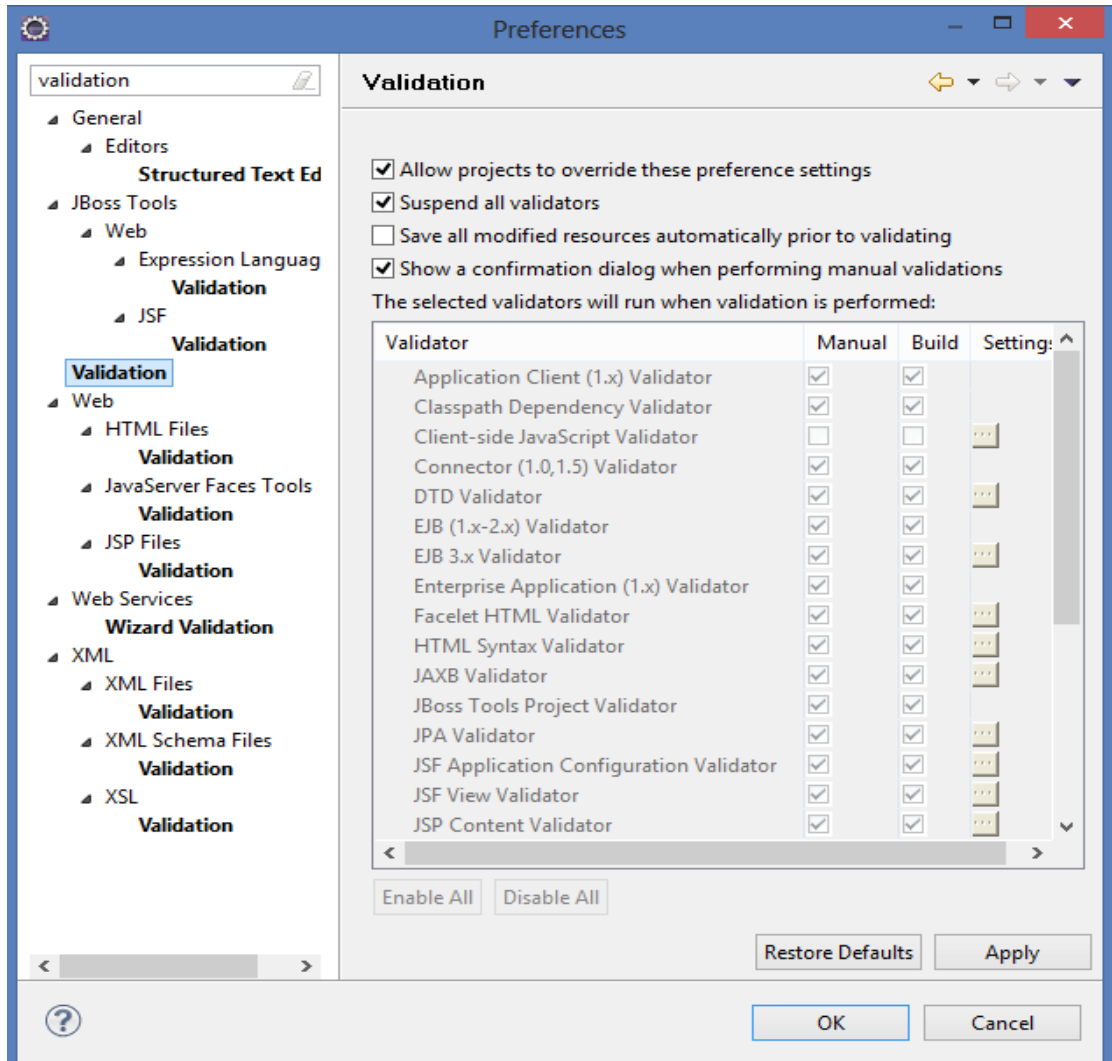 Preferences
validation
General
Editors
Structured Text Ed
JBoss Tools
Web
Expression Languag
Validation
JSF
Validation
Validation
Web
HTML Files
Validation
JavaServer Faces Tools
Validation
JSP Files
Validation
Web Services
Wizard Validation
XML
XML Files
Validation
XML Schema Files
Validation
XSL
Validation
Validation
Allow projects to override these preference settings
Suspend all validators
Save all modified resources automatically prior to validating
Show a confirmation dialog when performing manual validations
The selected validators will run when validation is performed:
Validator Manual Build Settings
Application Client (1.x) Validator
Classpath Dependency Validator
Client-side JavaScript Validator ...
Connector (1.0,1.5) Validator
DTD Validator ...
EJB (1.x-2.x) Validator
EJB 3.x Validator ...
Enterprise Application (1.x) Validator
Facelet HTML Validator ...
HTML Syntax Validator ...
JAXB Validator ...
JBoss Tools Project Validator
JPA Validator ...
JSF Application Configuration Validator ...
JSF View Validator ...
JSP Content Validator ...
Enable All Disable All
Restore Defaults Apply
? OK Cancel